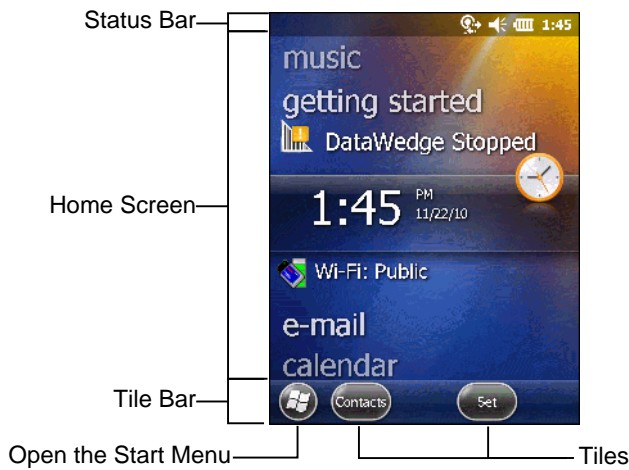 Status Bar
1:45
music
getting started
DataWedge Stopped
Home Screen
1:45 PM
11/22/10
Wi-Fi: Public
e-mail
calendar
Tile Bar
Contacts
Set
Open the Start Menu
Tiles